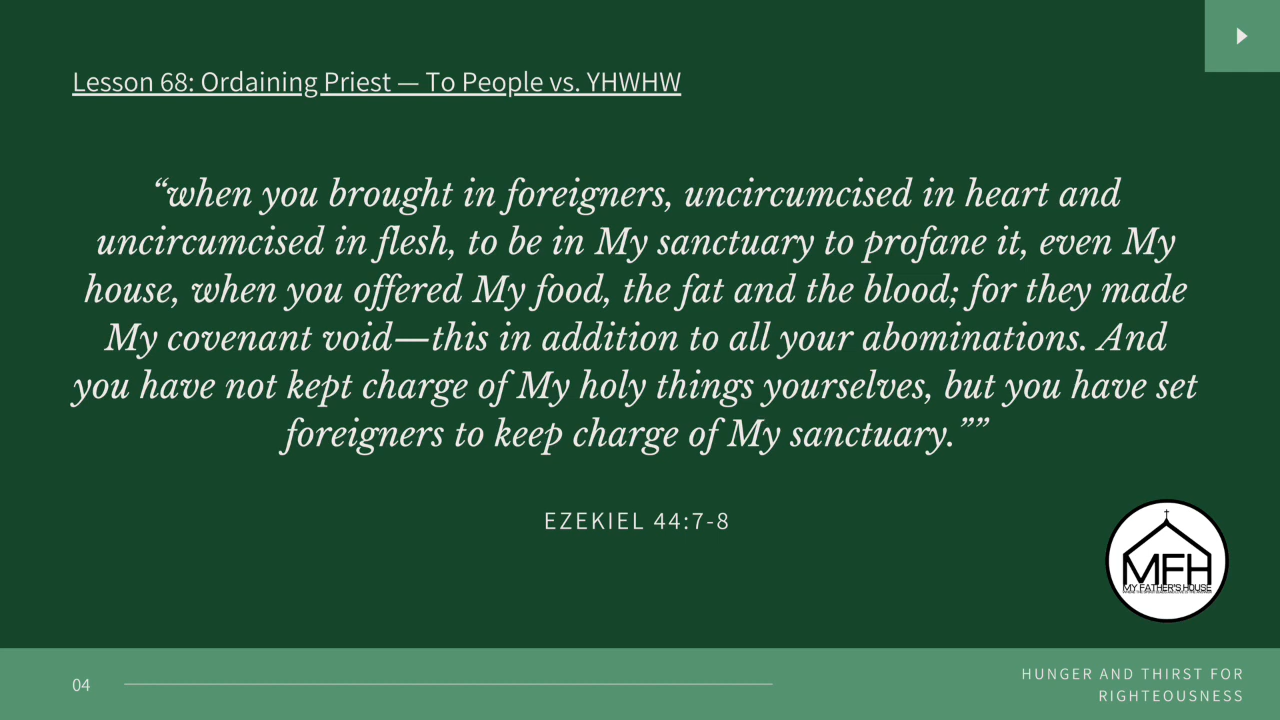 Lesson 68: Ordaining Priest — To People vs. YHWHW
“when you brought in foreigners, uncircumcised in heart and
uncircumcised in flesh, to be in My sanctuary to profane it, even My
house, when you offered My food, the fat and the blood; for they made
My covenant void—this in addition to all your abominations. And
you have not kept charge of My holy things yourselves, but you have set
foreigners to keep charge of My sanctuary.””
EZEKIEL 44:7-8
MFH
MY FATHER'S HOUSE
04
HUNGER AND THIRST FOR
RIGHTEOUSNESS